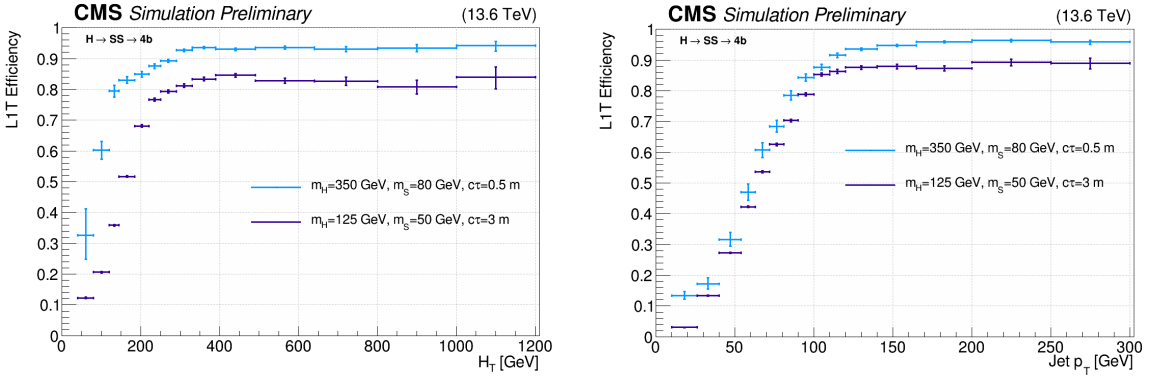 CMS Simulation Preliminary (13.6 TeV)
H→SS→4b
L1T Efficiency
1
0.9
0.8
0.7
0.6
0.5
0.4
0.3
0.2
0.1
0
m_H=350 GeV, m_S=80 GeV, cτ=0.5 m
m_H=125 GeV, m_S=50 GeV, cτ=3 m
0 200 400 600 800 1000 1200
H_T [GeV]
CMS Simulation Preliminary (13.6 TeV)
H→SS→4b
L1T Efficiency
1
0.9
0.8
0.7
0.6
0.5
0.4
0.3
0.2
0.1
0
m_H=350 GeV, m_S=80 GeV, cτ=0.5 m
m_H=125 GeV, m_S=50 GeV, cτ=3 m
0 50 100 150 200 250 300
Jet p_T [GeV]